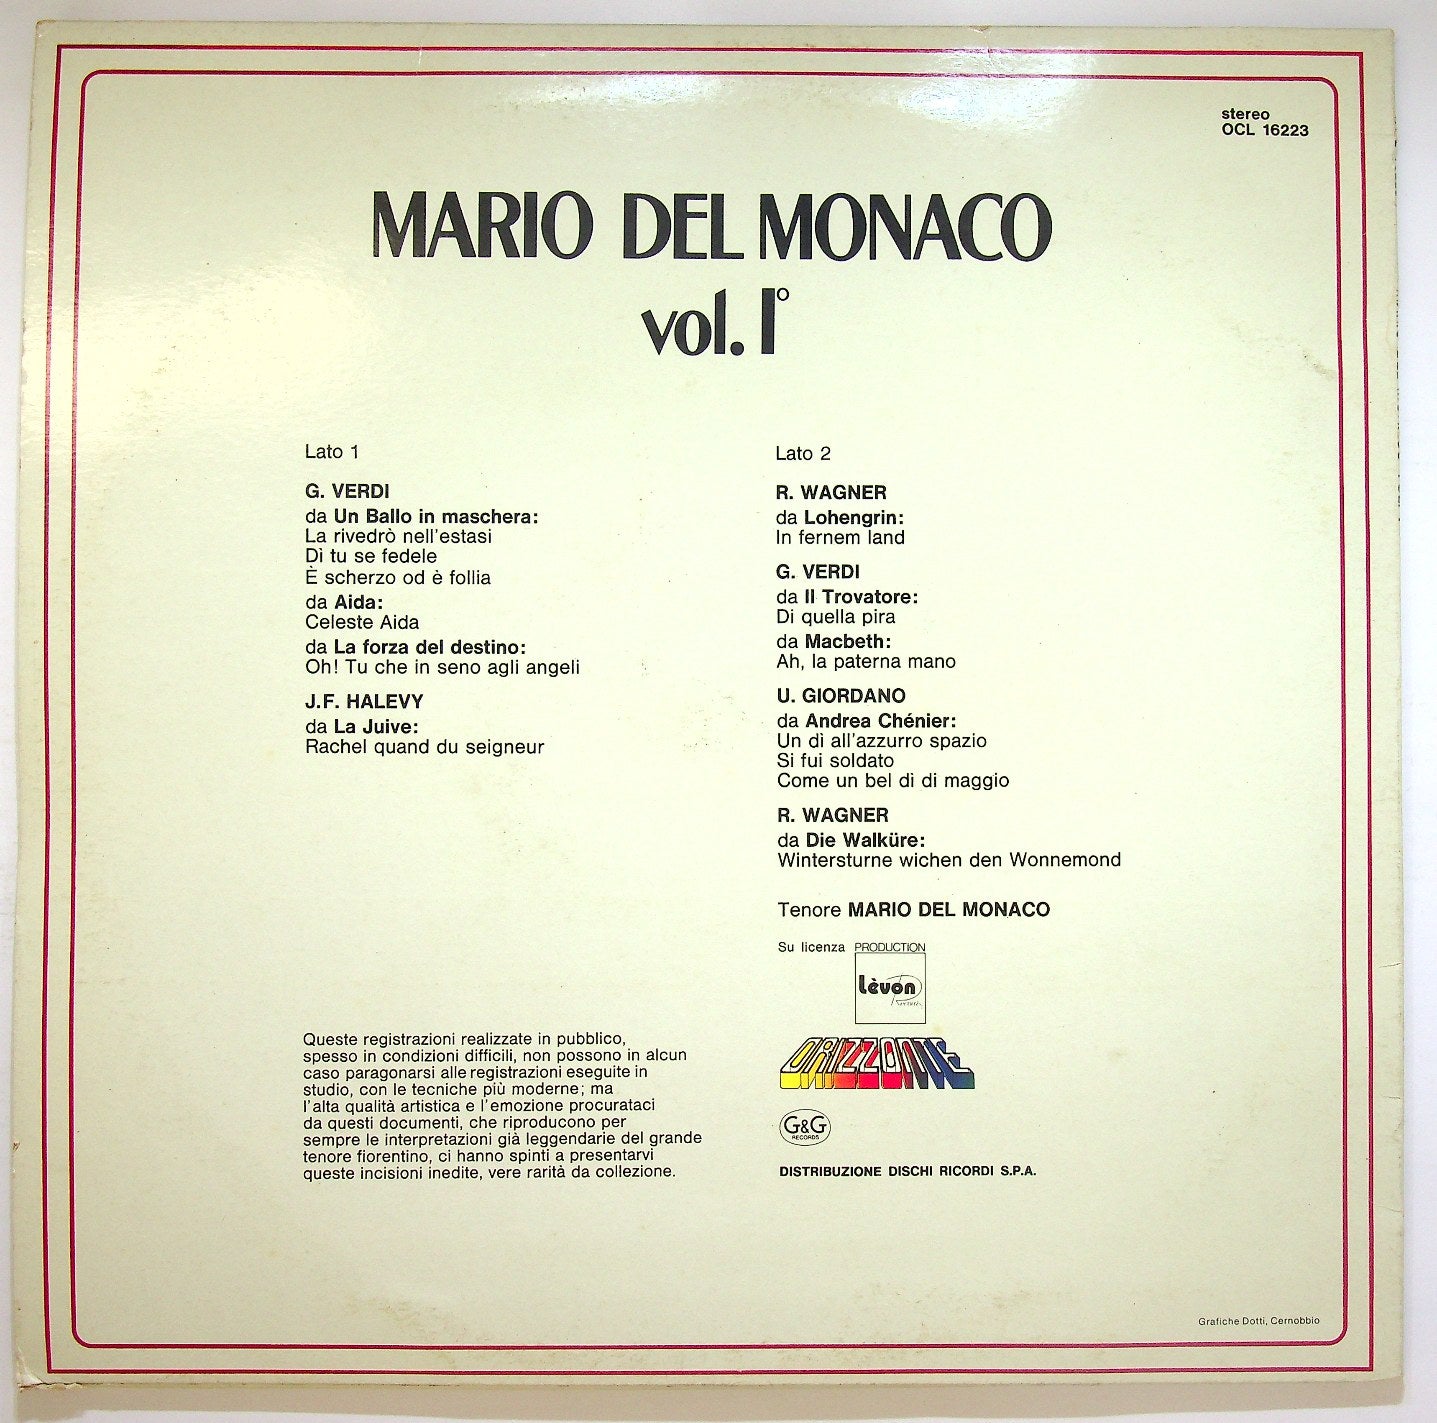 stereo
OCL 16223
MARIO DEL MONACO
vol. I°
Lato 1
G. VERDI
da Un Ballo in maschera:
La rivedrò nell'estasi
Dì tu se fedele
È scherzo od è follia
da Aida:
Celeste Aida
da La forza del destino:
Oh! Tu che in seno agli angeli
J.F. HALEVY
da La Juive:
Rachel quand du seigneur
Lato 2
R. WAGNER
da Lohengrin:
In fernem land
G. VERDI
da Il Trovatore:
Di quella pira
da Macbeth:
Ah, la paterna mano
U. GIORDANO
da Andrea Chénier:
Un dì all'azzurro spazio
Si fui soldato
Come un bel dì di maggio
R. WAGNER
da Die Walküre:
Wintersturne wichen den Wonnemond
Tenore MARIO DEL MONACO
Su licenza PRODUCTION
Lèvon
ORIZZONTE
G&G
RECORDS
DISTRIBUZIONE DISCHI RICORDI S.P.A.
Queste registrazioni realizzate in pubblico,
spesso in condizioni difficili, non possono in alcun
caso paragonarsi alle registrazioni eseguite in
studio, con le tecniche più moderne; ma
l'alta qualità artistica e l'emozione procurataci
da questi documenti, che riproducono per
sempre le interpretazioni già leggendarie del grande
tenore fiorentino, ci hanno spinti a presentarvi
queste incisioni inedite, vere rarità da collezione.
Grafiche Dotti, Cernobbio